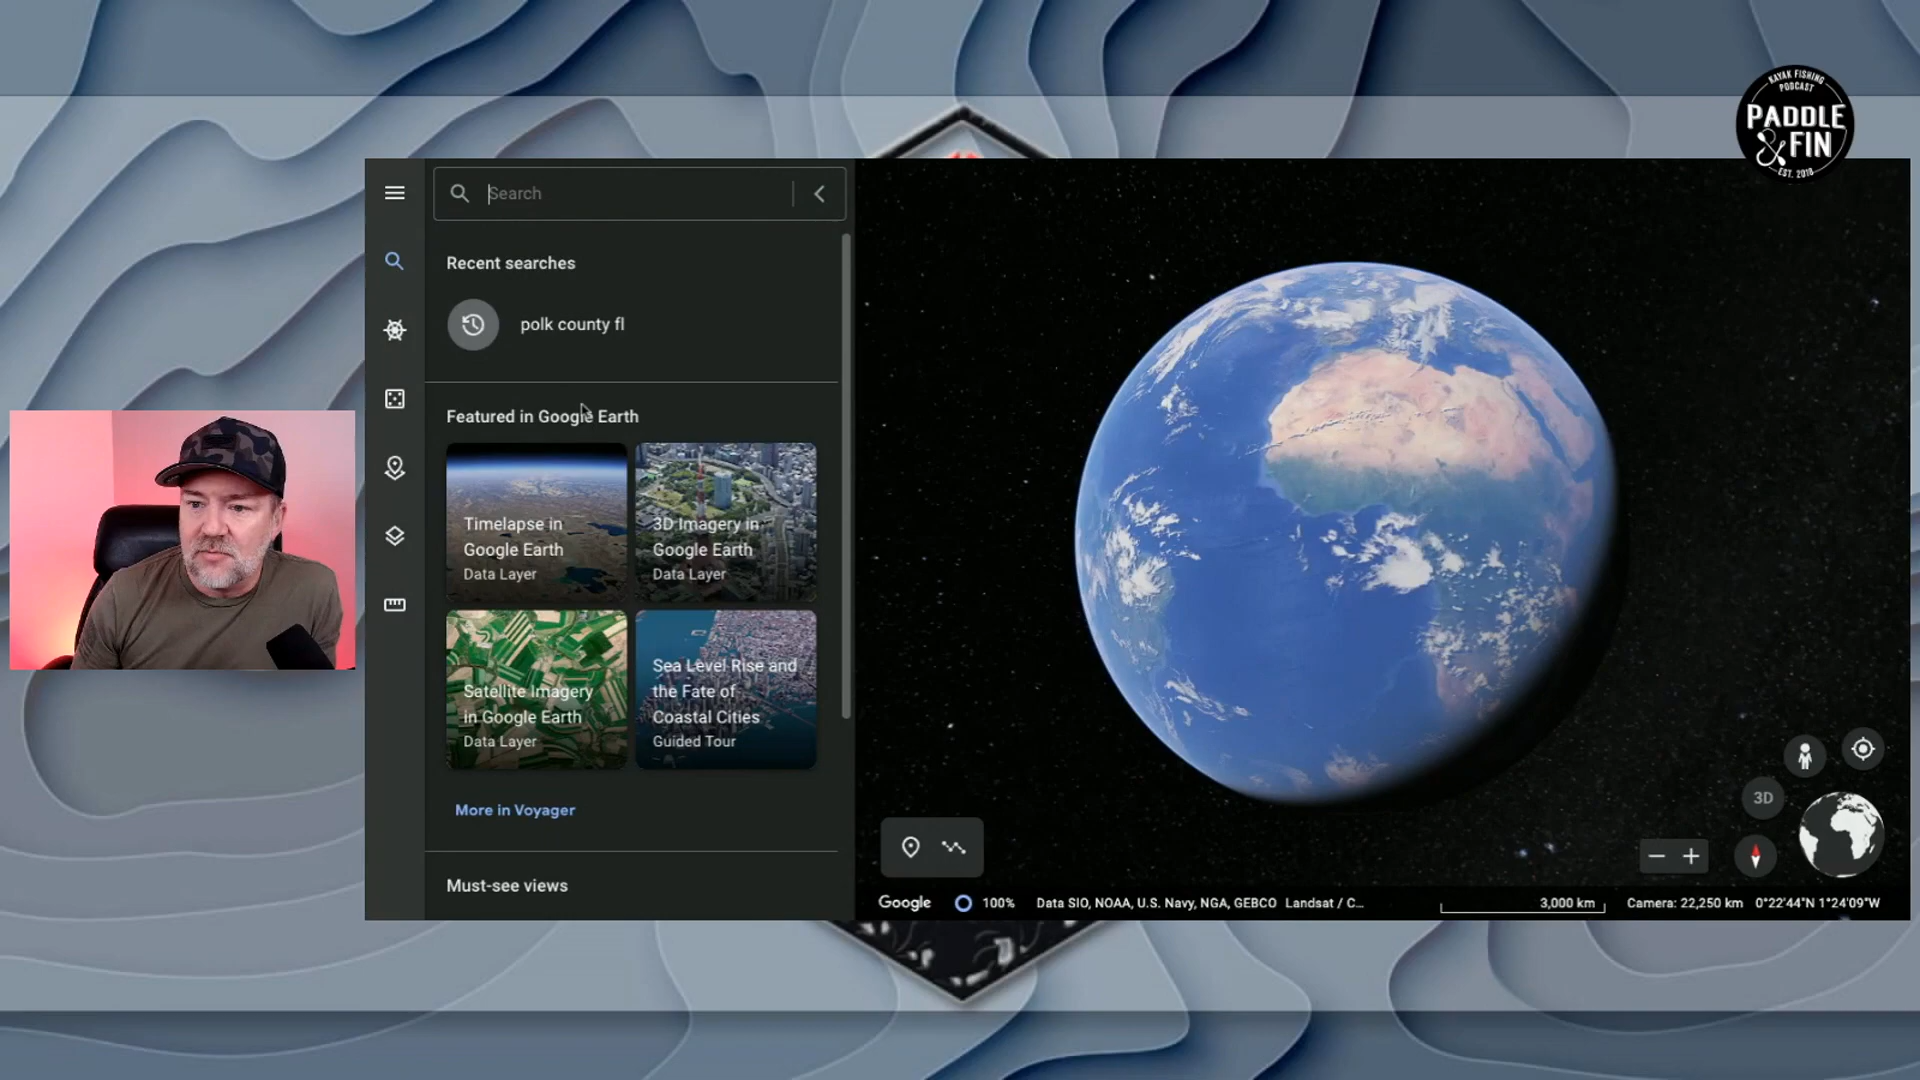 KAYAK FISHING
PODCAST
PADDLE
& FIN
EST. 2018
Search
Recent searches
polk county fl
Featured in Google Earth
Timelapse in
Google Earth
Data Layer
3D Imagery in
Google Earth
Data Layer
Satellite Imagery
in Google Earth
Data Layer
Sea Level Rise and
the Fate of
Coastal Cities
Guided Tour
More in Voyager
Must-see views
3D
Google
100%
Data SIO, NOAA, U.S. Navy, NGA, GEBCO Landsat / C...
3,000 km
Camera: 22,250 km 0°22'44"N 1°24'09"W